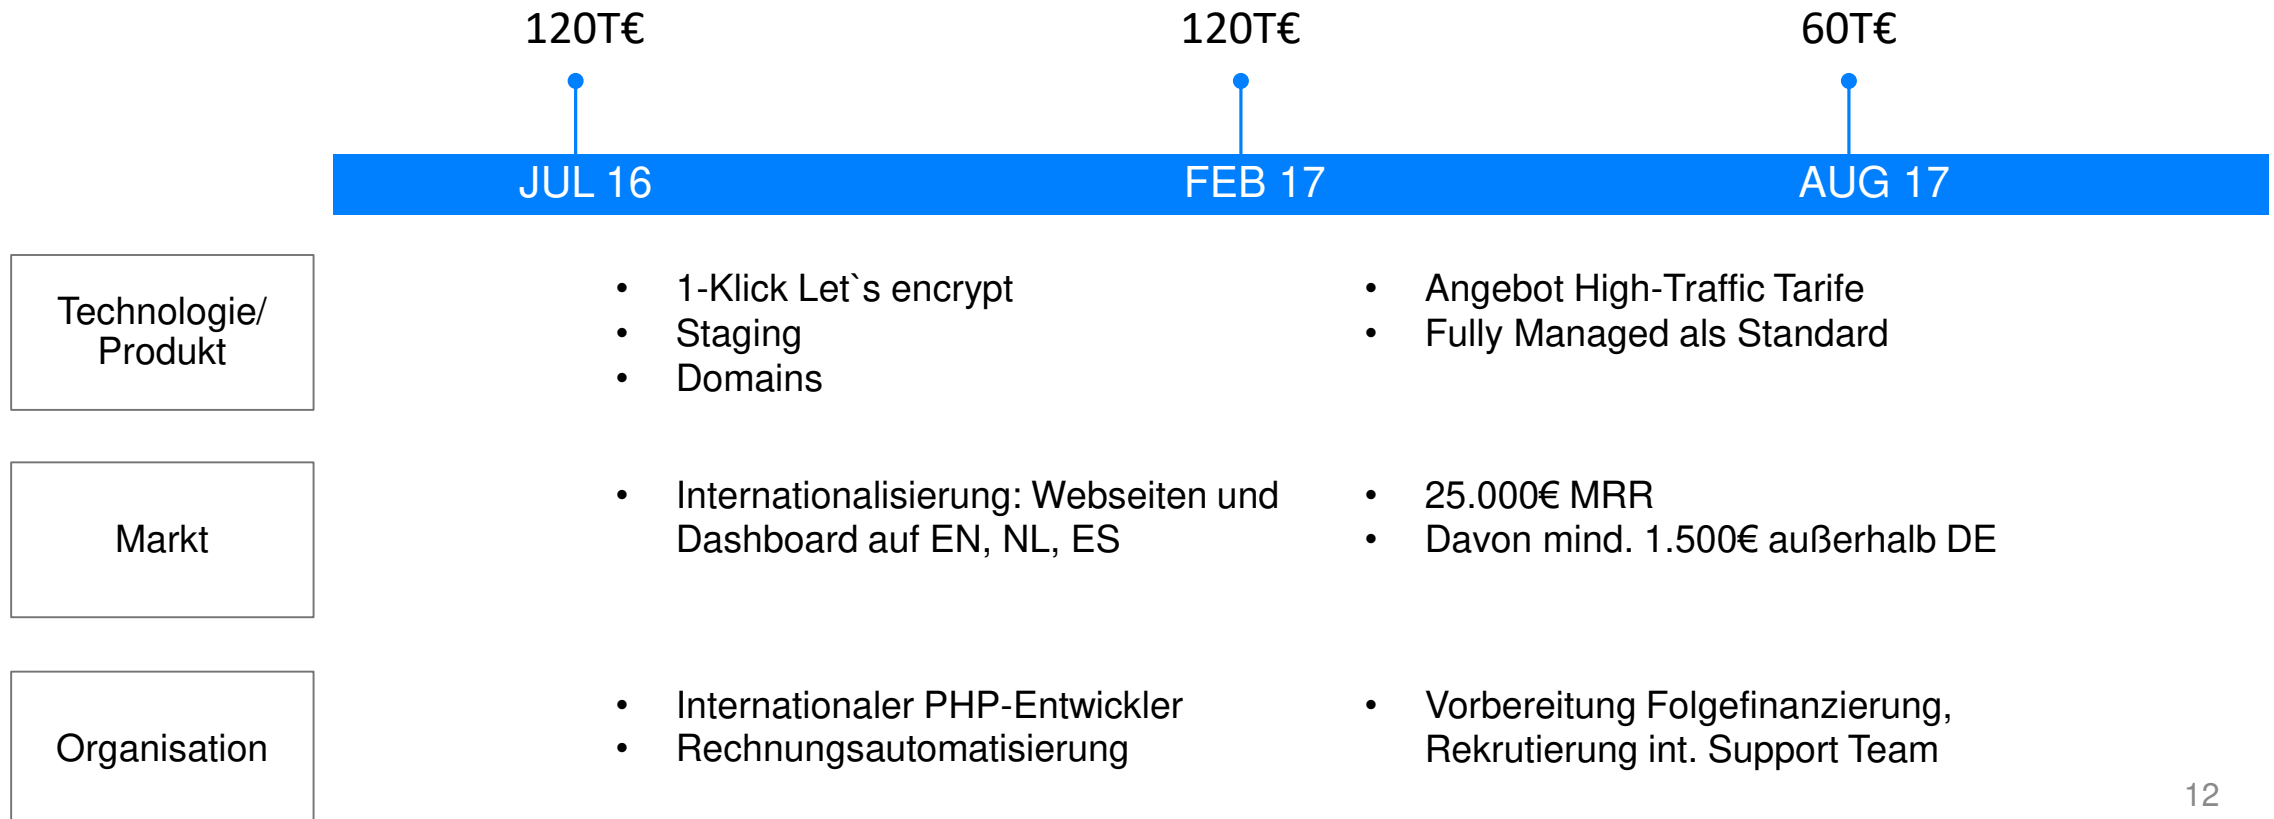 120T€ 120T€ 60T€
JUL 16 FEB 17 AUG 17
Technologie/
Produkt
• 1-Klick Let`s encrypt
• Staging
• Domains
• Angebot High-Traffic Tarife
• Fully Managed als Standard
Markt
• Internationalisierung: Webseiten und
Dashboard auf EN, NL, ES
• 25.000€ MRR
• Davon mind. 1.500€ außerhalb DE
Organisation
• Internationaler PHP-Entwickler
• Rechnungsautomatisierung
• Vorbereitung Folgefinanzierung,
Rekrutierung int. Support Team
12